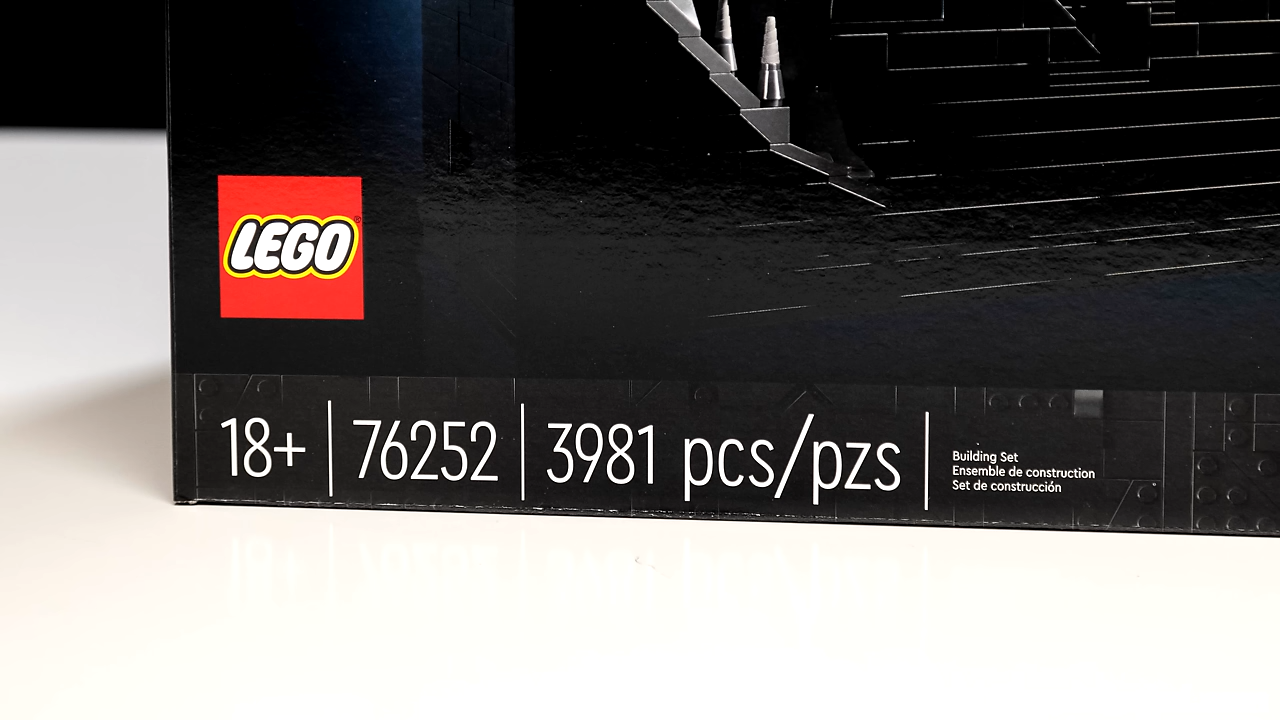 LEGO®
18+ | 76252 | 3981 pcs/pzs
Building Set
Ensemble de construction
Set de construcción